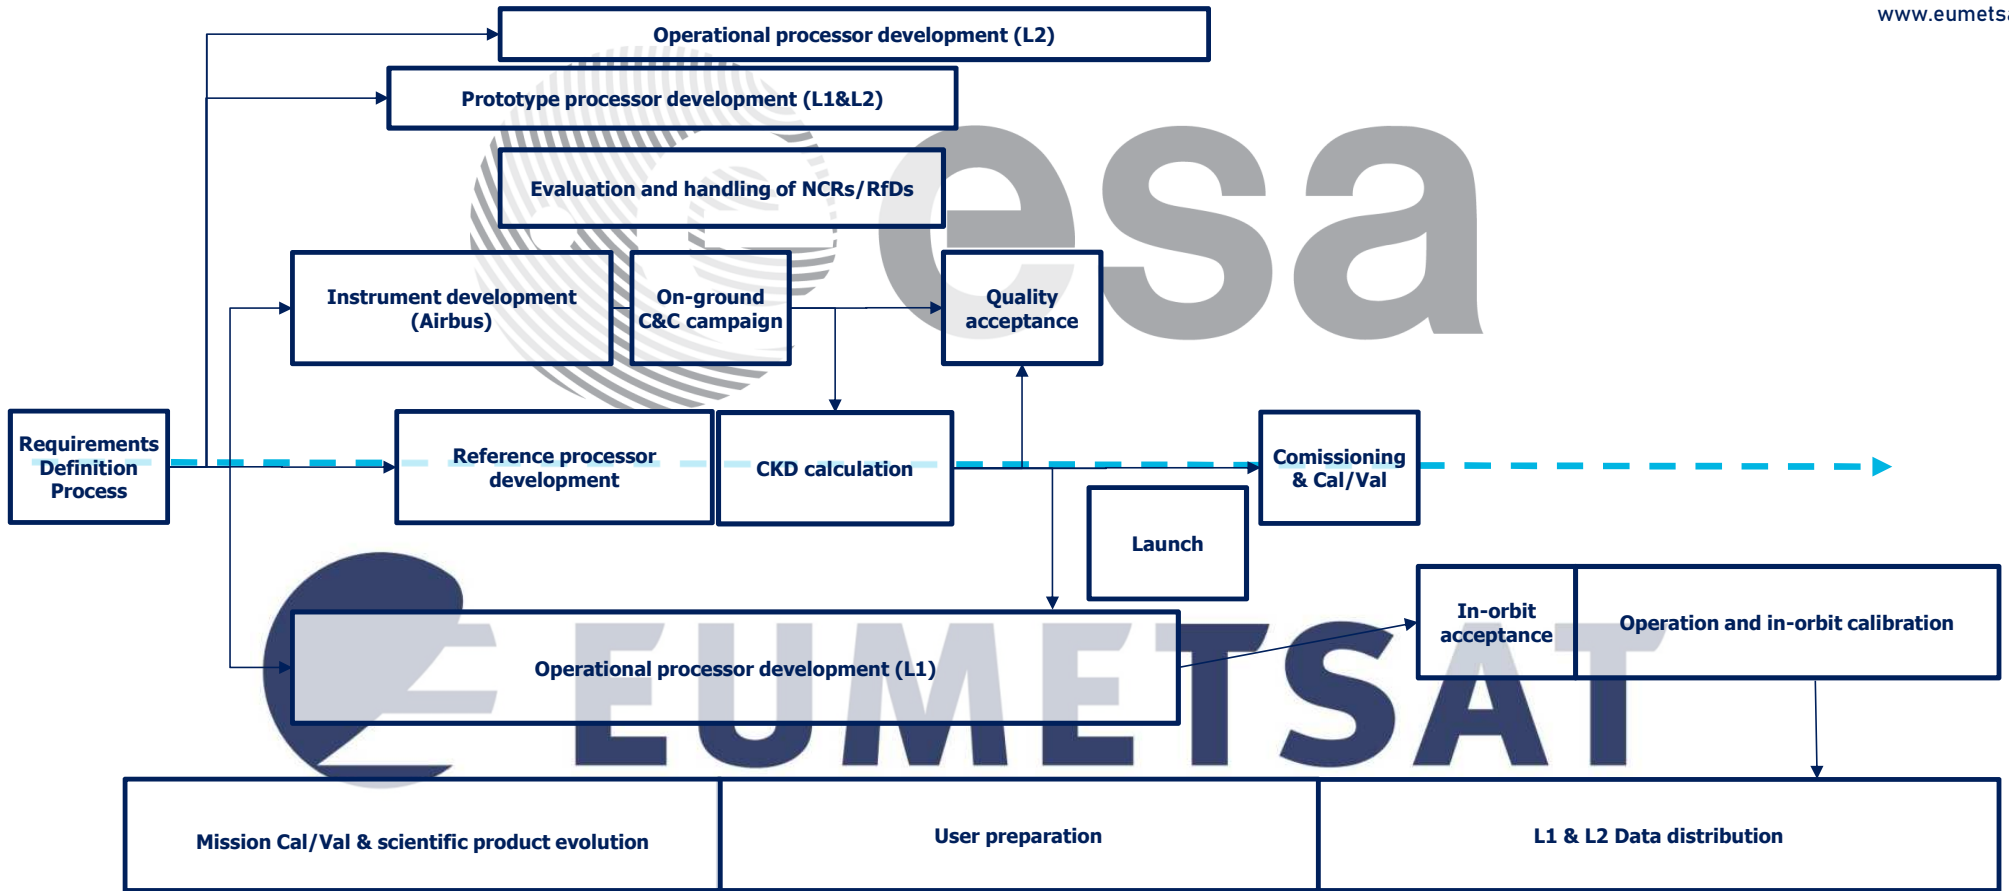 www.eumetsa
Operational processor development (L2)
Prototype processor development (L1&L2)
Evaluation and handling of NCRs/RfDs
esa
Instrument development
(Airbus)
On-ground
C&C campaign
Quality
acceptance
Requirements
Definition
Process
Reference processor
development
CKD calculation
Comissioning
& Cal/Val
Launch
In-orbit
acceptance
Operation and in-orbit calibration
Operational processor development (L1)
EUMETSAT
Mission Cal/Val & scientific product evolution
User preparation
L1 & L2 Data distribution